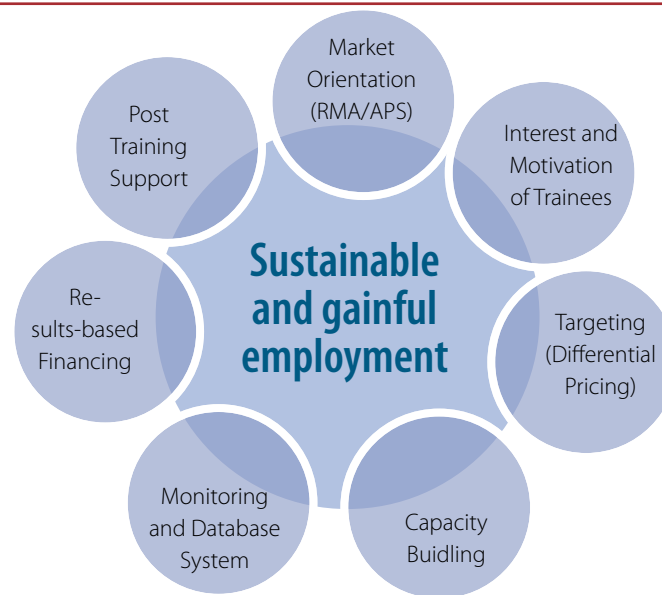 Market
Orientation
(RMA/APS)
Interest and
Motivation
of Trainees
Targeting
(Differential
Pricing)
Capacity
Buidling
Monitoring
and Database
System
Re-
sults-based
Financing
Post
Training
Support
Sustainable
and gainful
employment